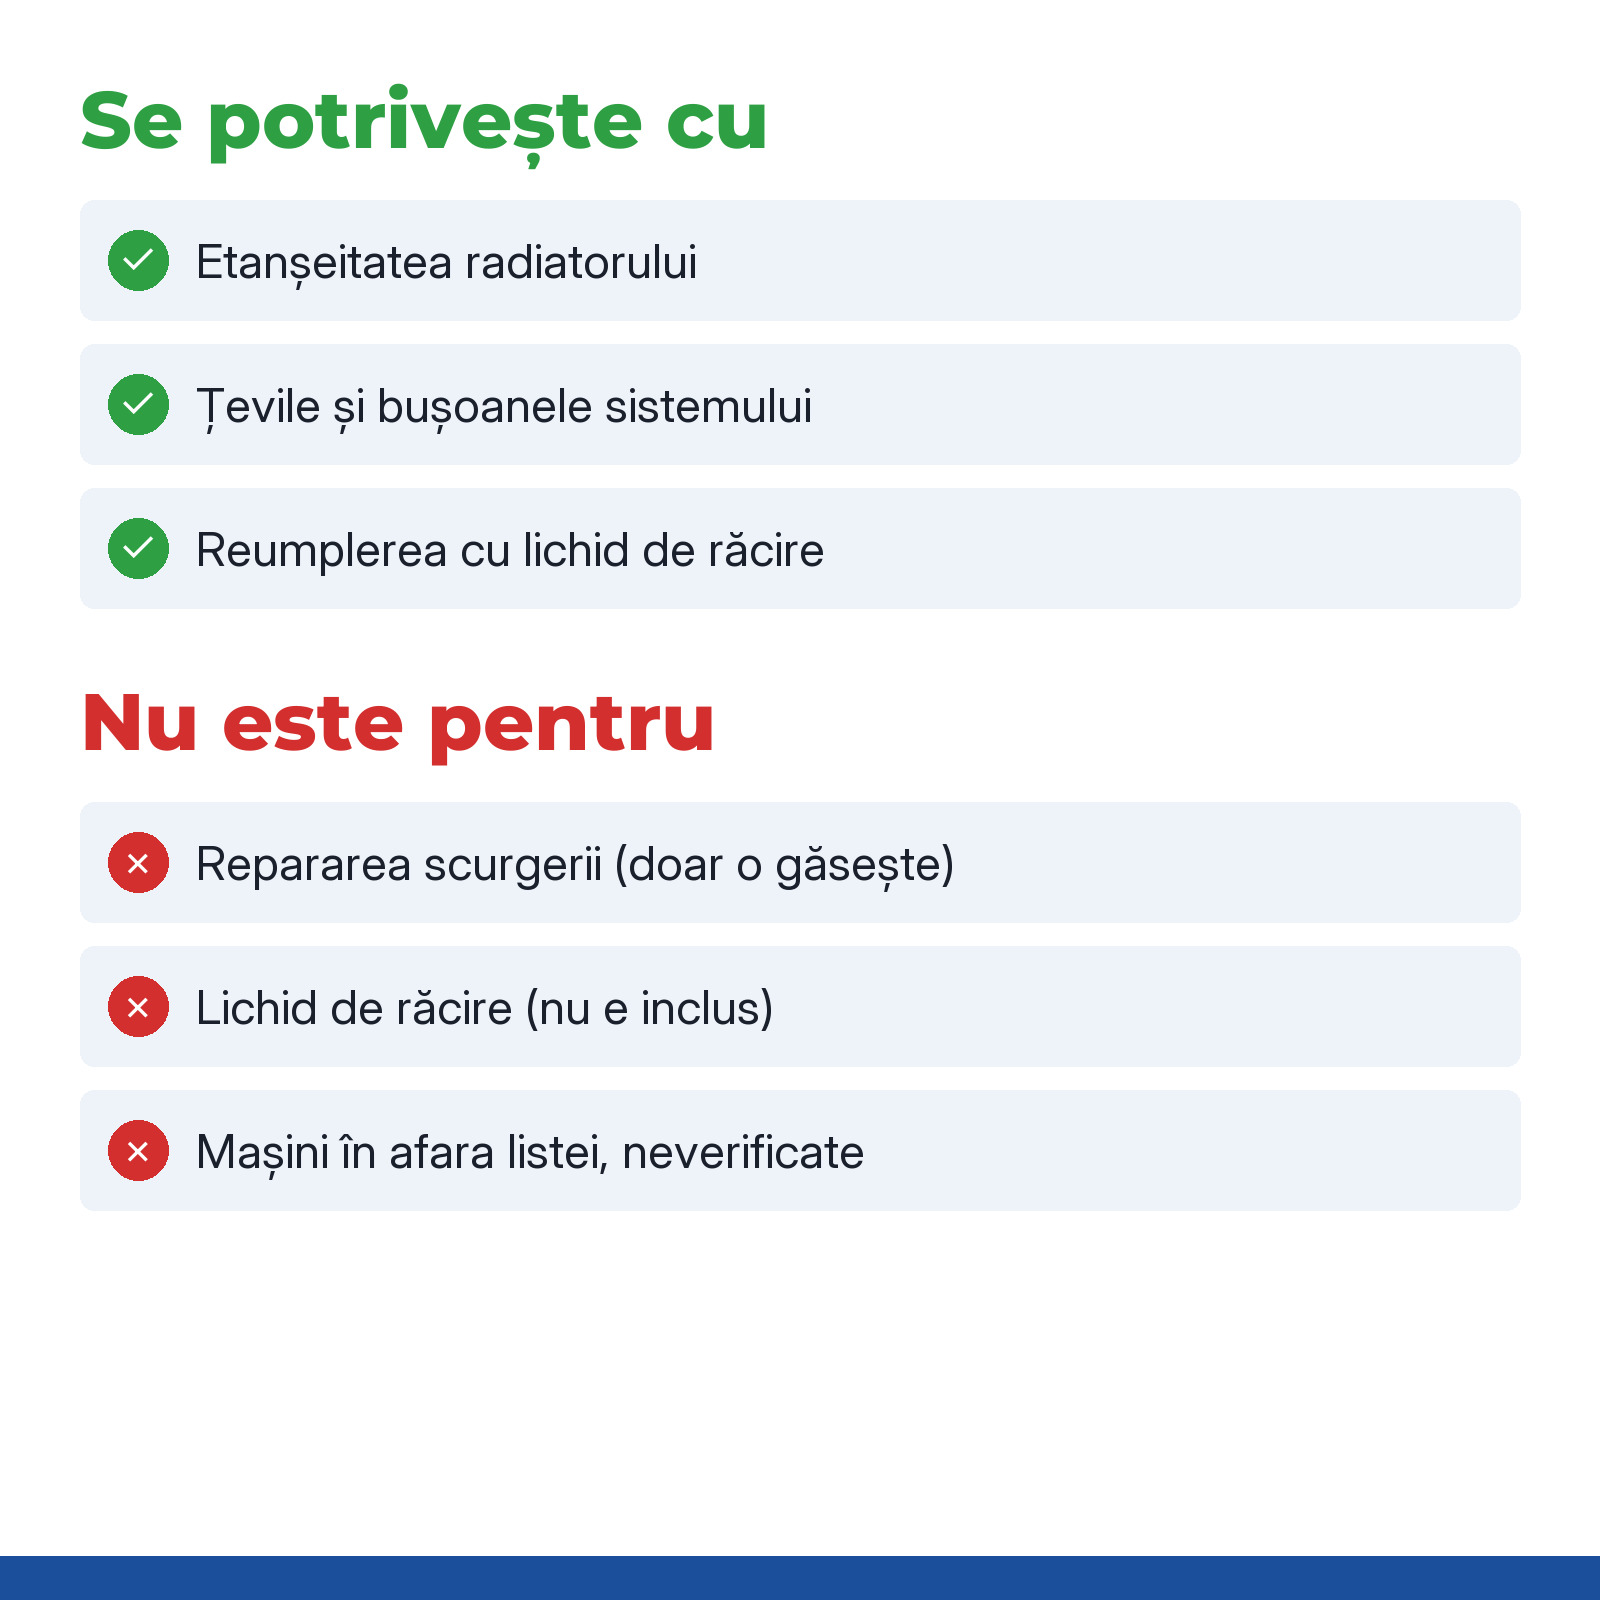 Se potrivește cu
Etanșeitatea radiatorului
Țevile și bușoanele sistemului
Reumplerea cu lichid de răcire
Nu este pentru
Repararea scurgerii (doar o găsește)
Lichid de răcire (nu e inclus)
Mașini în afara listei, neverificate